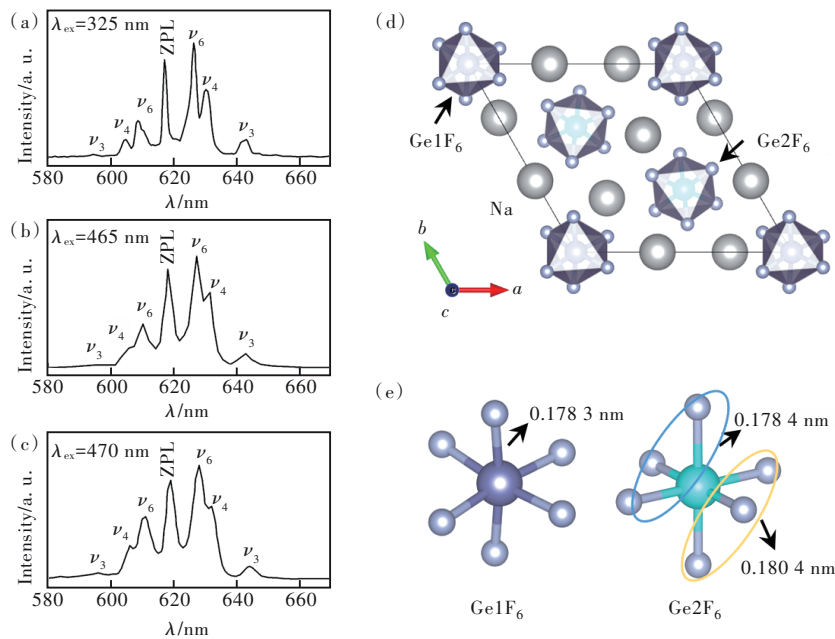 (a)
λex=325 nm
Intensity/a. u.
ν3
ν4
ν6
ZPL
ν6
ν4
ν3
580 600 620 640 660
λ/nm
(b)
λex=465 nm
Intensity/a. u.
ν3
ν4
ν6
ZPL
ν6
ν4
ν3
580 600 620 640 660
λ/nm
(c)
λex=470 nm
Intensity/a. u.
ν3
ν4
ν6
ZPL
ν6
ν4
ν3
580 600 620 640 660
λ/nm
(d)
Ge1F6
Ge2F6
Na
b
a
c
(e)
0.178 3 nm
0.178 4 nm
0.180 4 nm
Ge1F6
Ge2F6